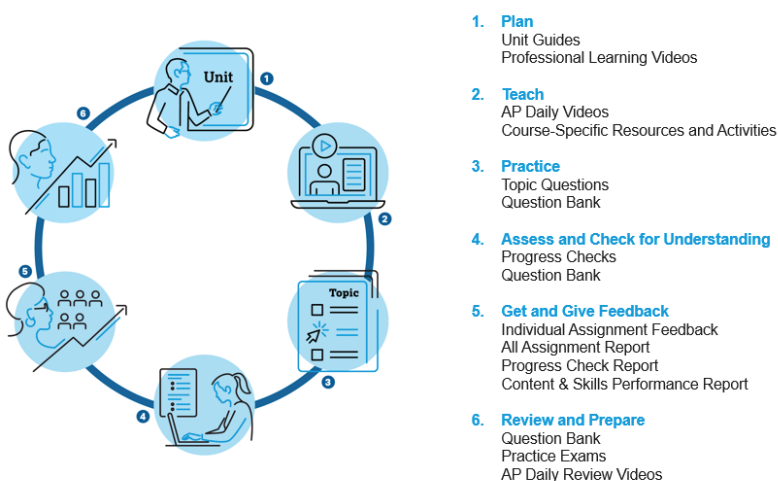 Unit
1
2
Topic
3
4
5
6
1. Plan
Unit Guides
Professional Learning Videos
2. Teach
AP Daily Videos
Course-Specific Resources and Activities
3. Practice
Topic Questions
Question Bank
4. Assess and Check for Understanding
Progress Checks
Question Bank
5. Get and Give Feedback
Individual Assignment Feedback
All Assignment Report
Progress Check Report
Content & Skills Performance Report
6. Review and Prepare
Question Bank
Practice Exams
AP Daily Review Videos